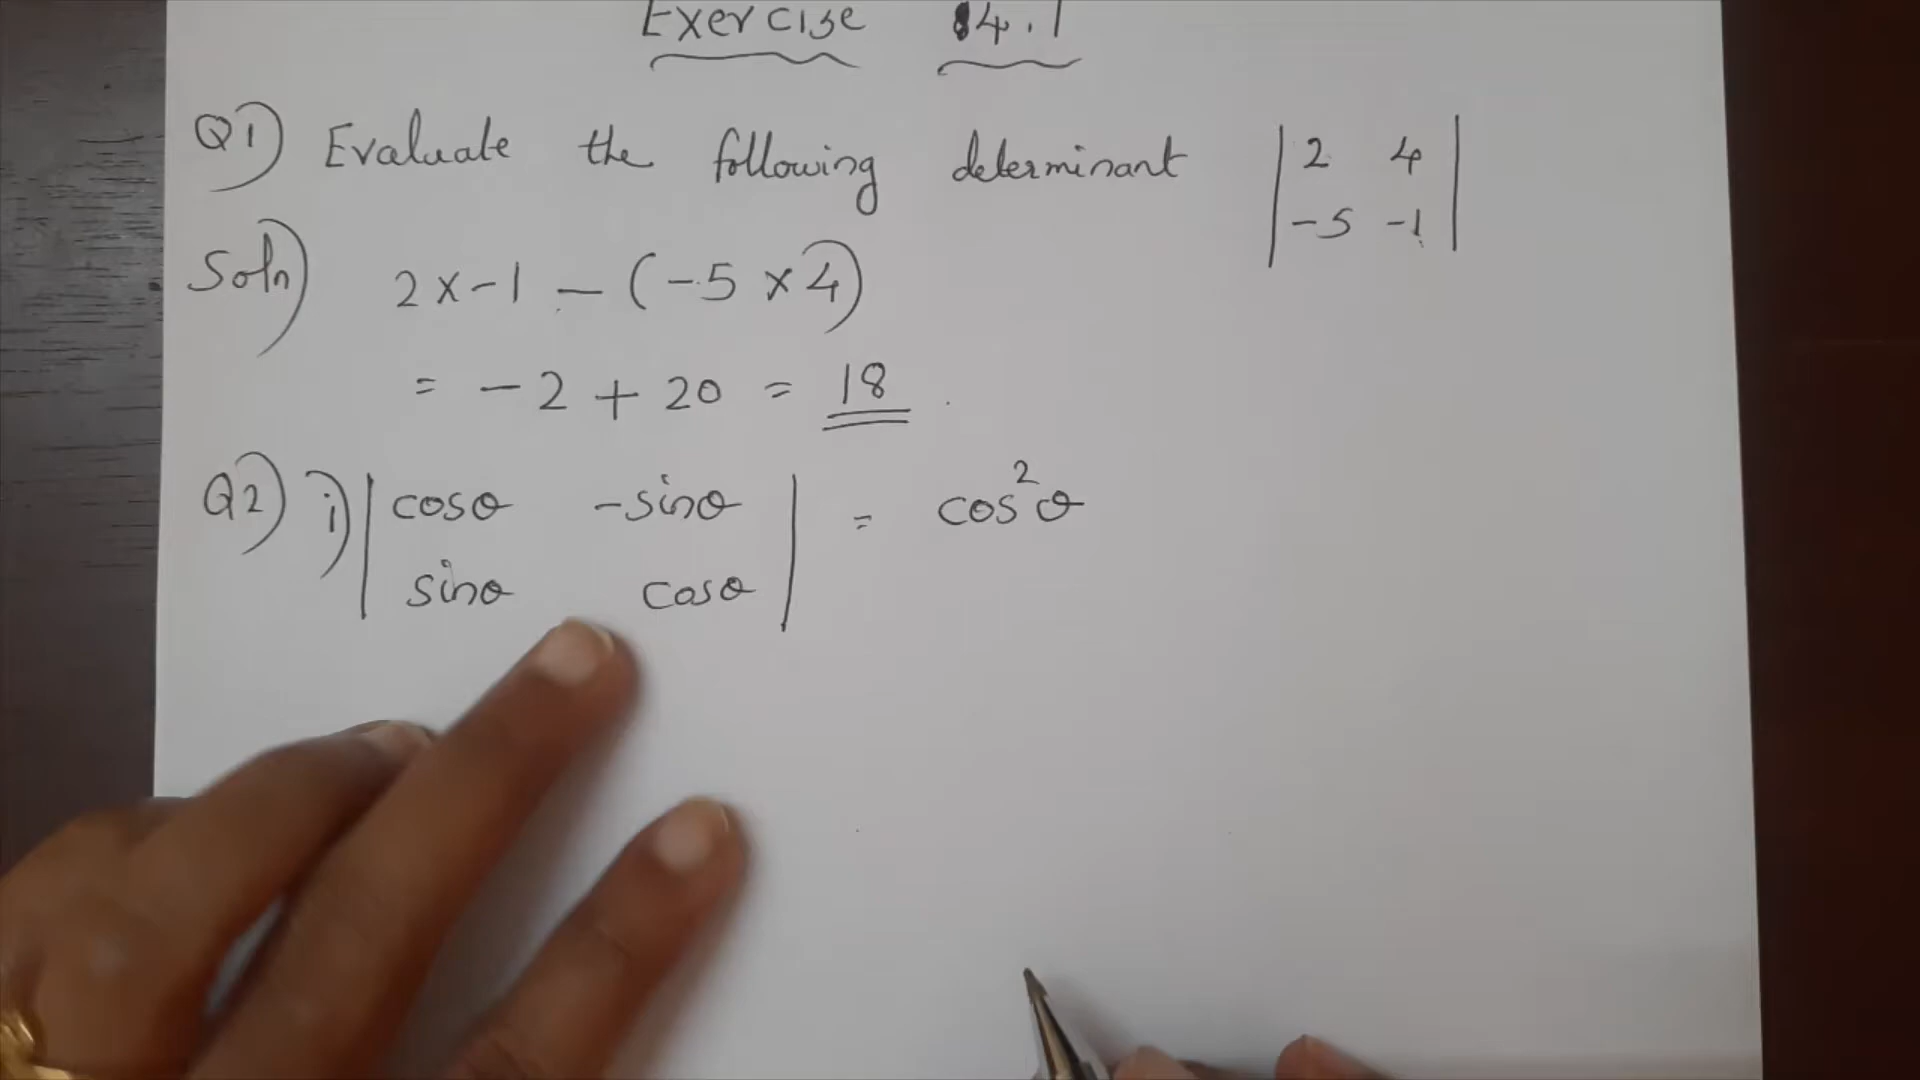 Exercise 4.1
Q1) Evaluate the following determinant | 2 4 |
| -5 -1 |
Soln) 2 x -1 - (-5 x 4)
= -2 + 20 = 18
Q2) i) | cosθ -sinθ | = cos²θ
| sinθ cosθ |